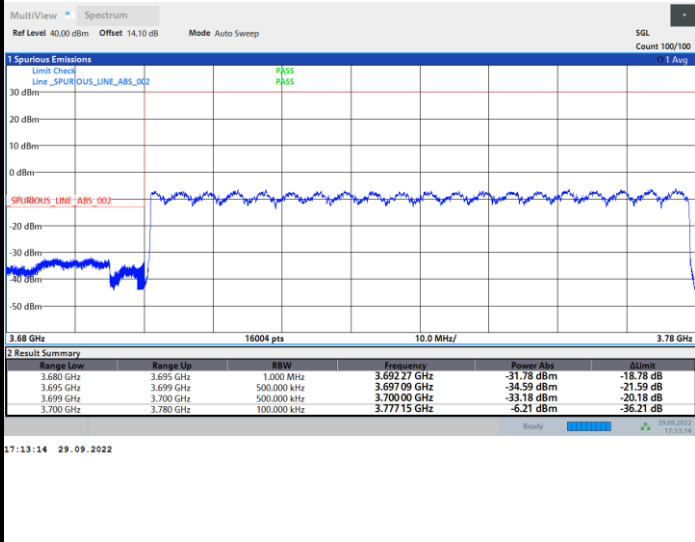 MultiView Spectrum
Ref Level 40.00 dBm Offset 14.10 dB Mode Auto Sweep SGL
Count 100/100
1 Spurious Emissions 1 Avg
Limit Check PASS
Line _SPURIOUS_LINE_ABS_002 PASS
30 dBm
20 dBm
10 dBm
0 dBm
SPURIOUS_LINE_ABS_002
-20 dBm
-30 dBm
-40 dBm
-50 dBm
3.68 GHz 16004 pts 10.0 MHz/ 3.78 GHz
2 Result Summary
Range Low Range Up RBW Frequency Power Abs ΔLimit
3.680 GHz 3.695 GHz 1.000 MHz 3.692 27 GHz -31.78 dBm -18.78 dB
3.695 GHz 3.699 GHz 500.000 kHz 3.697 09 GHz -34.59 dBm -21.59 dB
3.699 GHz 3.700 GHz 500.000 kHz 3.700 00 GHz -33.18 dBm -20.18 dB
3.700 GHz 3.780 GHz 100.000 kHz 3.777 15 GHz -6.21 dBm -36.21 dB
Ready 29.09.2022
17:13:14
17:13:14 29.09.2022